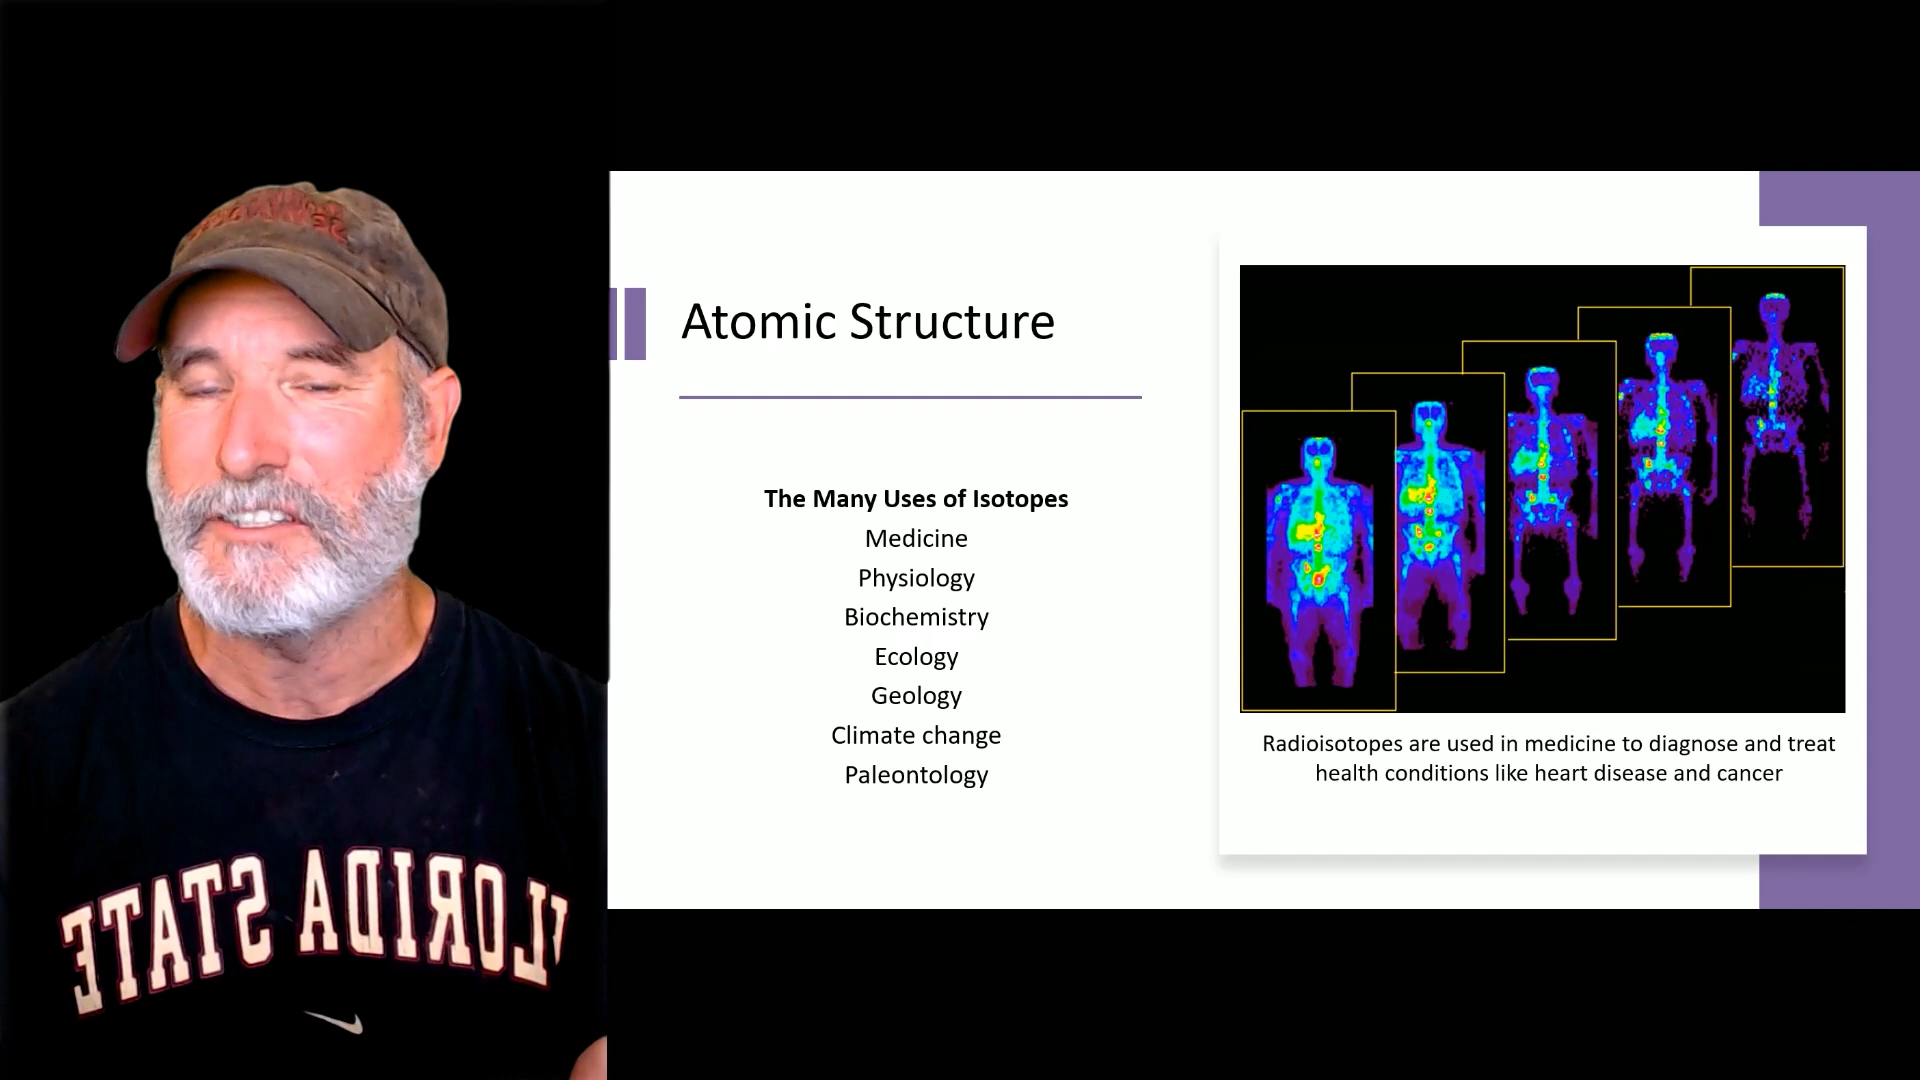 Atomic Structure
The Many Uses of Isotopes
Medicine
Physiology
Biochemistry
Ecology
Geology
Climate change
Paleontology
Radioisotopes are used in medicine to diagnose and treat
health conditions like heart disease and cancer
FLORIDA STATE